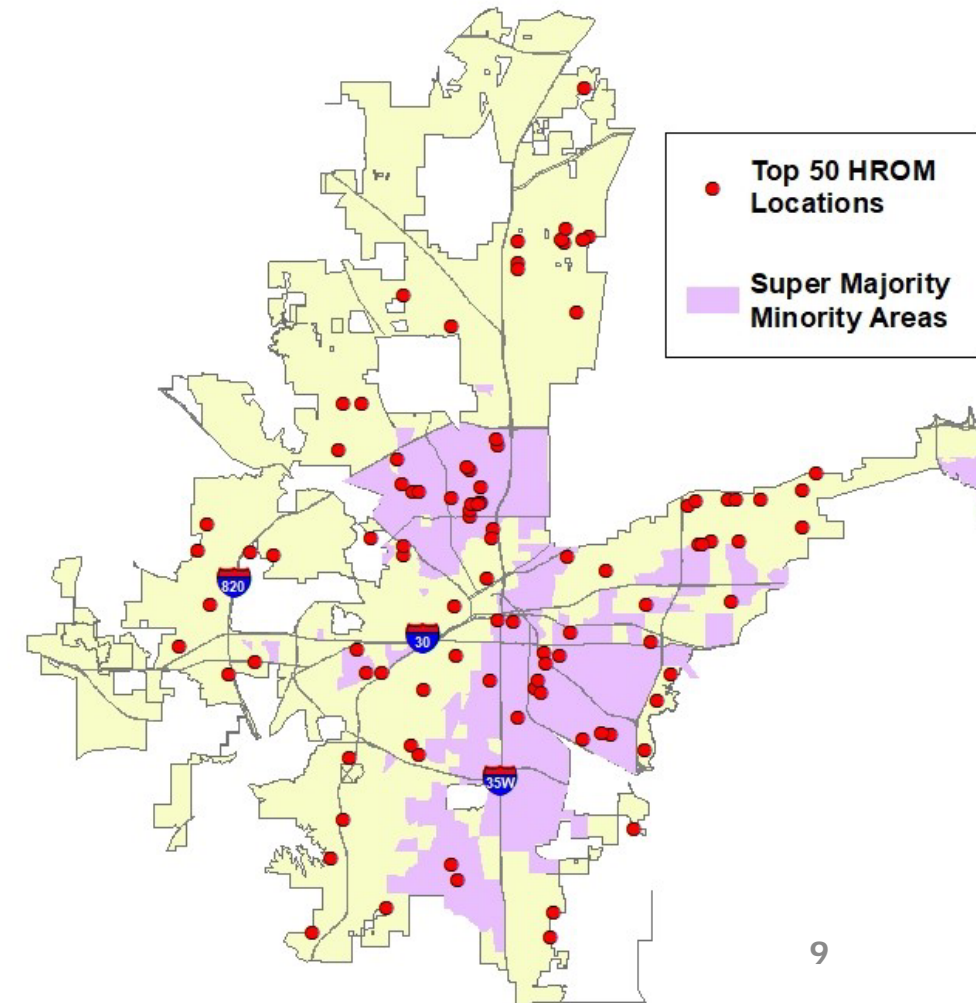 Top 50 HROM
Locations
Super Majority
Minority Areas
820
30
35W
9